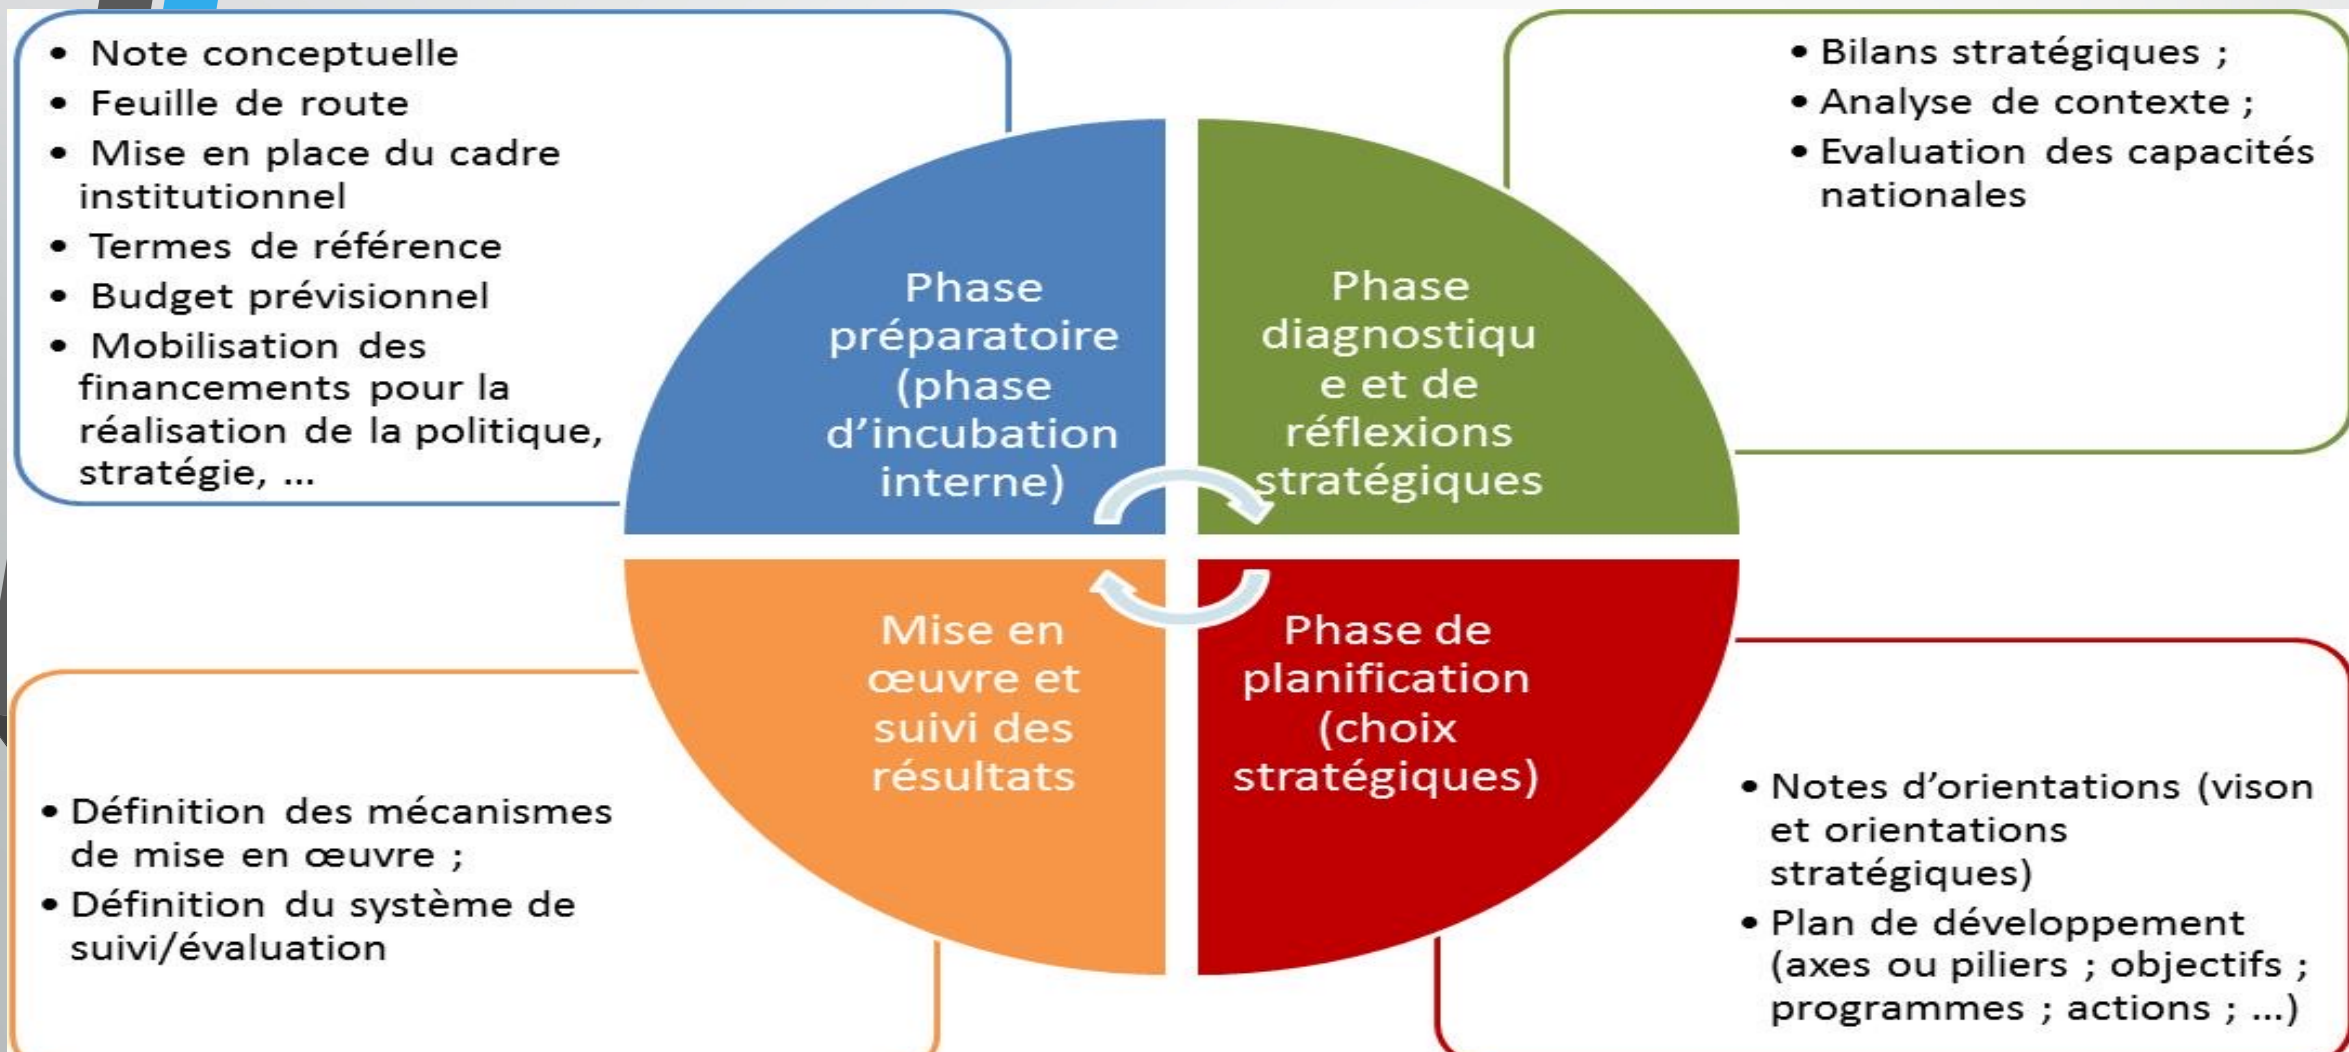 • Note conceptuelle
• Feuille de route
• Mise en place du cadre
institutionnel
• Termes de référence
• Budget prévisionnel
• Mobilisation des
financements pour la
réalisation de la politique,
stratégie, ...
• Bilans stratégiques ;
• Analyse de contexte ;
• Evaluation des capacités
nationales
Phase
préparatoire
(phase
d'incubation
interne)
Phase
diagnostiqu
e et de
réflexions
stratégiques
Mise en
œuvre et
suivi des
résultats
Phase de
planification
(choix
stratégiques)
• Définition des mécanismes
de mise en œuvre ;
• Définition du système de
suivi/évaluation
• Notes d'orientations (vison
et orientations
stratégiques)
• Plan de développement
(axes ou piliers ; objectifs ;
programmes ; actions ; ...)